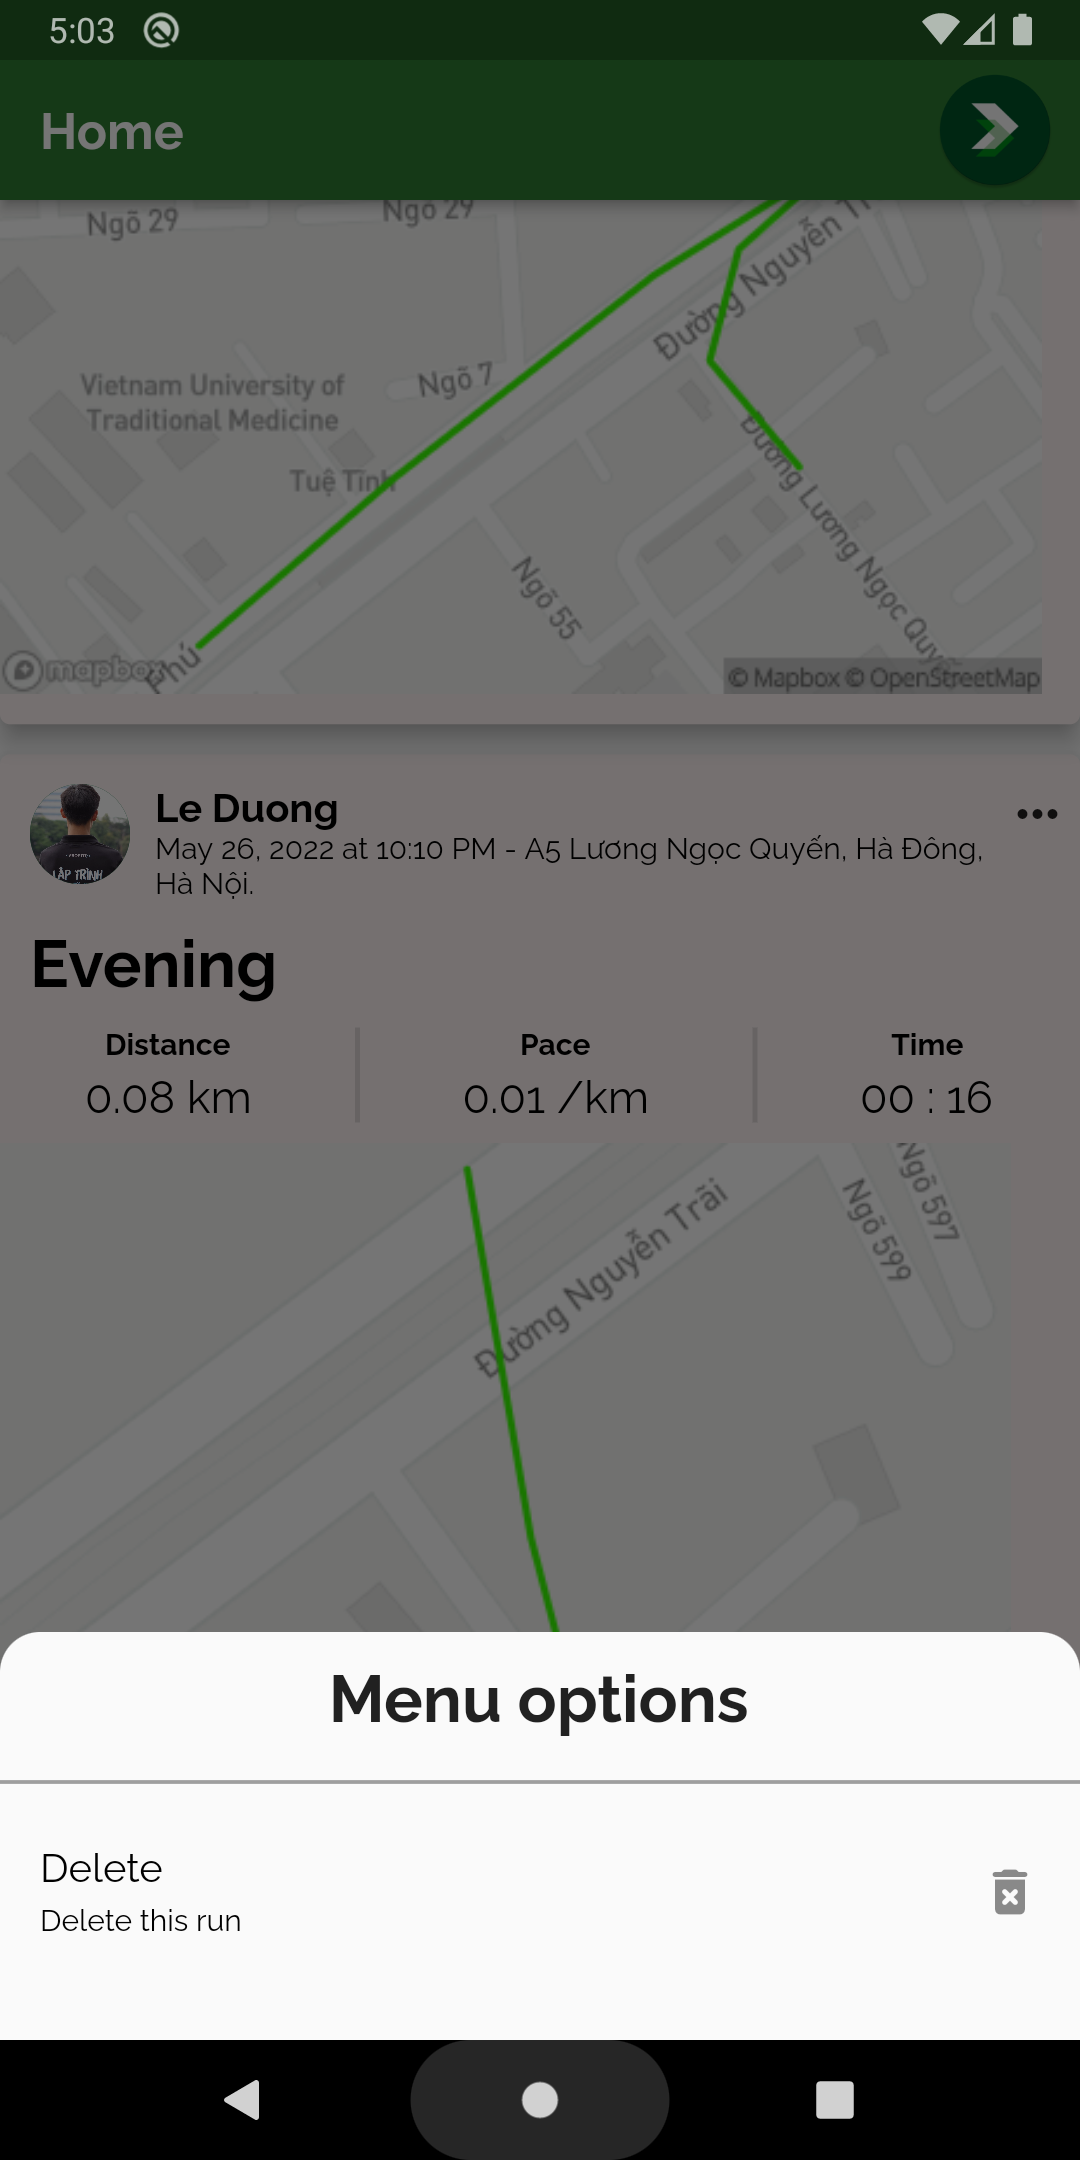 5:03
Home
Ngõ 29
Ngõ 29
Đường Nguyễn Tr
Ngõ 7
Vietnam University of
Traditional Medicine
Tuệ Tĩnh
Đường Lương Ngọc Quyến
Ngõ 55
Phú
mapbox
© Mapbox © OpenStreetMap
Le Duong
May 26, 2022 at 10:10 PM - A5 Lương Ngọc Quyến, Hà Đông,
Hà Nội.
LẬP TRÌNH
Evening
Distance
Pace
Time
0.08 km
0.01 /km
00 : 16
Ngõ 597
Ngõ 599
Đường Nguyễn Trãi
Menu options
Delete
Delete this run